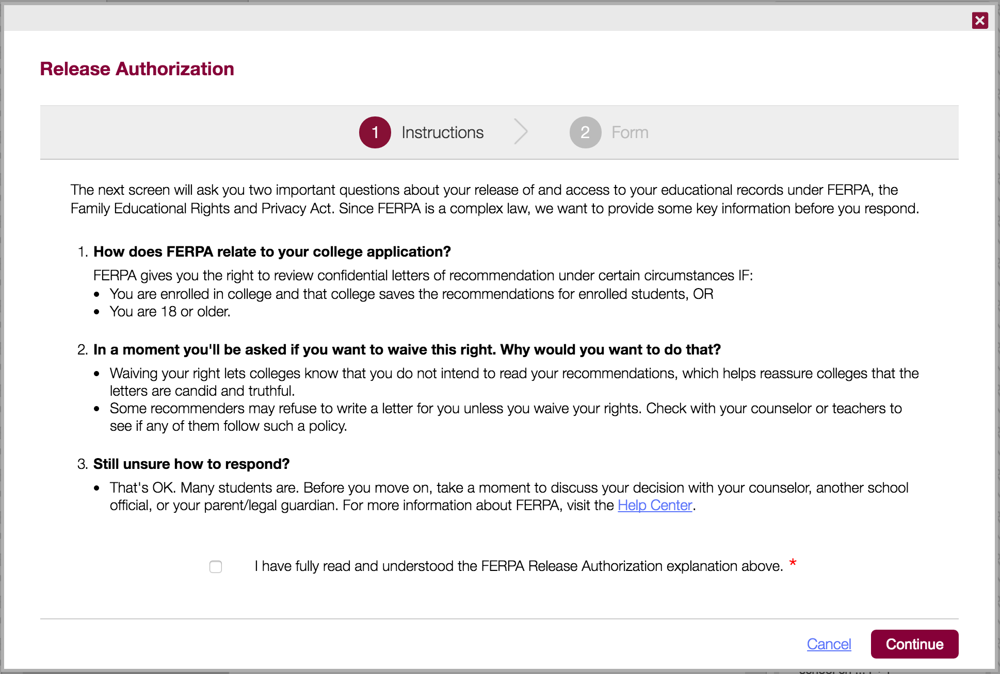 Release Authorization
1 Instructions 2 Form
The next screen will ask you two important questions about your release of and access to your educational records under FERPA, the
Family Educational Rights and Privacy Act. Since FERPA is a complex law, we want to provide some key information before you respond.
1. How does FERPA relate to your college application?
FERPA gives you the right to review confidential letters of recommendation under certain circumstances IF:
• You are enrolled in college and that college saves the recommendations for enrolled students, OR
• You are 18 or older.
2. In a moment you'll be asked if you want to waive this right. Why would you want to do that?
• Waiving your right lets colleges know that you do not intend to read your recommendations, which helps reassure colleges that the
letters are candid and truthful.
• Some recommenders may refuse to write a letter for you unless you waive your rights. Check with your counselor or teachers to
see if any of them follow such a policy.
3. Still unsure how to respond?
• That's OK. Many students are. Before you move on, take a moment to discuss your decision with your counselor, another school
official, or your parent/legal guardian. For more information about FERPA, visit the Help Center.
I have fully read and understood the FERPA Release Authorization explanation above. *
Cancel Continue